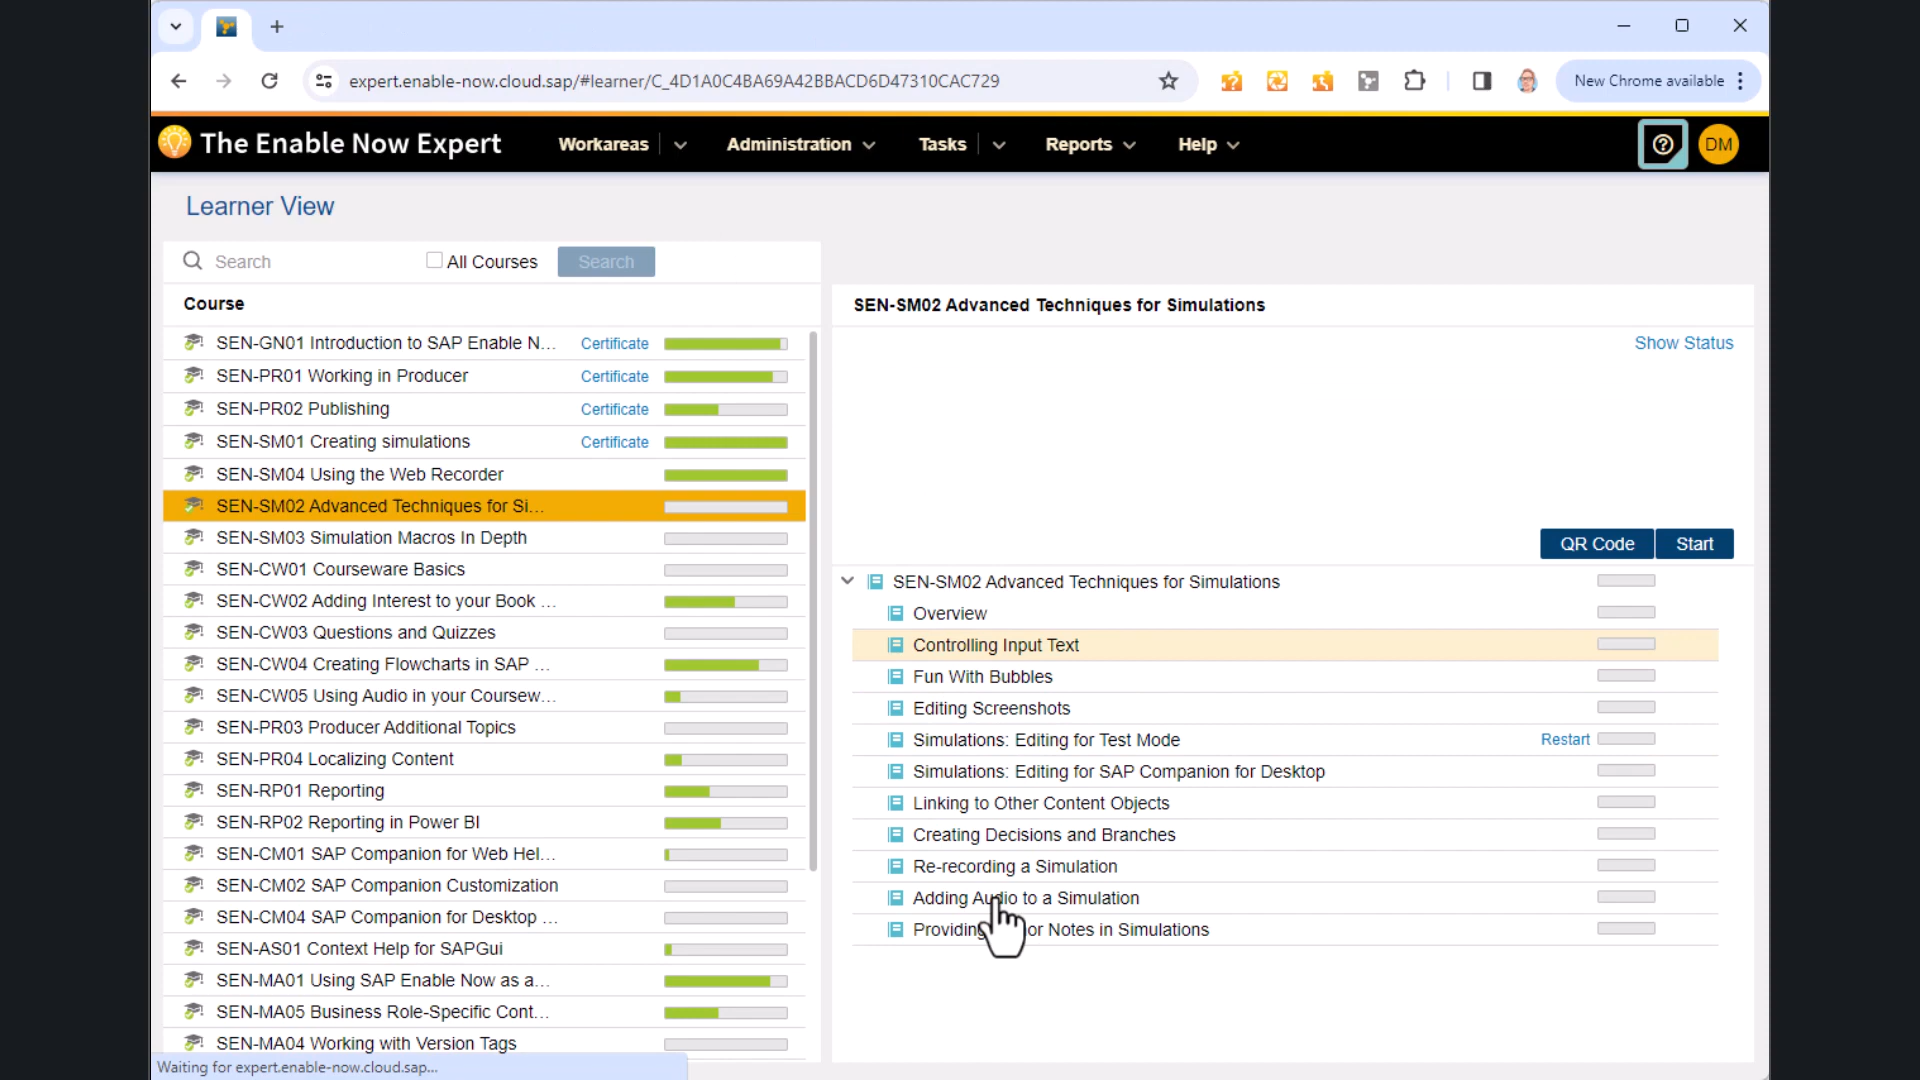 expert.enable-now.cloud.sap/#learner/C_4D1A0C4BA69A42BBACD6D47310CAC729
New Chrome available
The Enable Now Expert
Workareas
Administration
Tasks
Reports
Help
DM
Learner View
Search
All Courses
Search
Course
SEN-GN01 Introduction to SAP Enable N... Certificate
SEN-PR01 Working in Producer Certificate
SEN-PR02 Publishing Certificate
SEN-SM01 Creating simulations Certificate
SEN-SM04 Using the Web Recorder
SEN-SM02 Advanced Techniques for Si...
SEN-SM03 Simulation Macros In Depth
SEN-CW01 Courseware Basics
SEN-CW02 Adding Interest to your Book ...
SEN-CW03 Questions and Quizzes
SEN-CW04 Creating Flowcharts in SAP ...
SEN-CW05 Using Audio in your Coursew...
SEN-PR03 Producer Additional Topics
SEN-PR04 Localizing Content
SEN-RP01 Reporting
SEN-RP02 Reporting in Power BI
SEN-CM01 SAP Companion for Web Hel...
SEN-CM02 SAP Companion Customization
SEN-CM04 SAP Companion for Desktop ...
SEN-AS01 Context Help for SAPGui
SEN-MA01 Using SAP Enable Now as a...
SEN-MA05 Business Role-Specific Cont...
SEN-MA04 Working with Version Tags
Waiting for expert.enable-now.cloud.sap...
SEN-SM02 Advanced Techniques for Simulations
Show Status
QR Code
Start
SEN-SM02 Advanced Techniques for Simulations
Overview
Controlling Input Text
Fun With Bubbles
Editing Screenshots
Simulations: Editing for Test Mode Restart
Simulations: Editing for SAP Companion for Desktop
Linking to Other Content Objects
Creating Decisions and Branches
Re-recording a Simulation
Adding Audio to a Simulation
Providing or Notes in Simulations